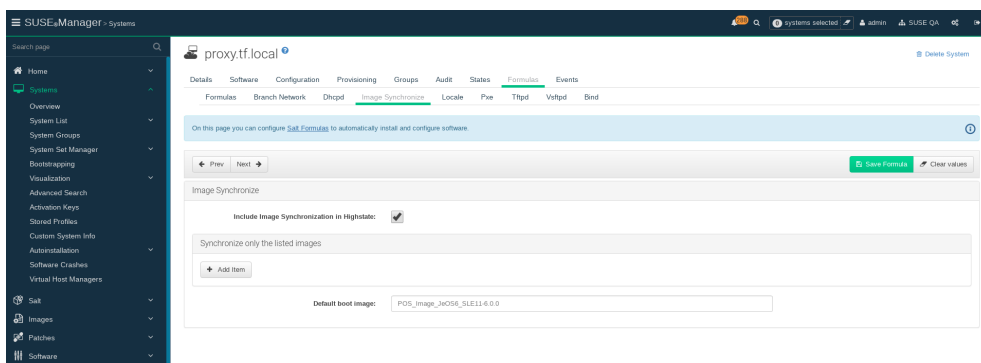 SUSE®Manager > Systems
systems selected
admin
SUSE QA
Search page
Home
Systems
Overview
System List
System Groups
System Set Manager
Bootstrapping
Visualization
Advanced Search
Activation Keys
Stored Profiles
Custom System Info
Autoinstallation
Software Crashes
Virtual Host Managers
Salt
Images
Patches
Software
proxy.tf.local
Delete System
Details Software Configuration Provisioning Groups Audit States Formulas Events
Formulas Branch Network Dhcpd Image Synchronize Locale Pxe Tftpd Vsftpd Bind
On this page you can configure Salt Formulas to automatically install and configure software.
Prev Next
Save Formula Clear values
Image Synchronize
Include Image Synchronization in Highstate:
Synchronize only the listed images
+ Add Item
Default boot image: POS_Image_JeOS6_SLE11-6.0.0